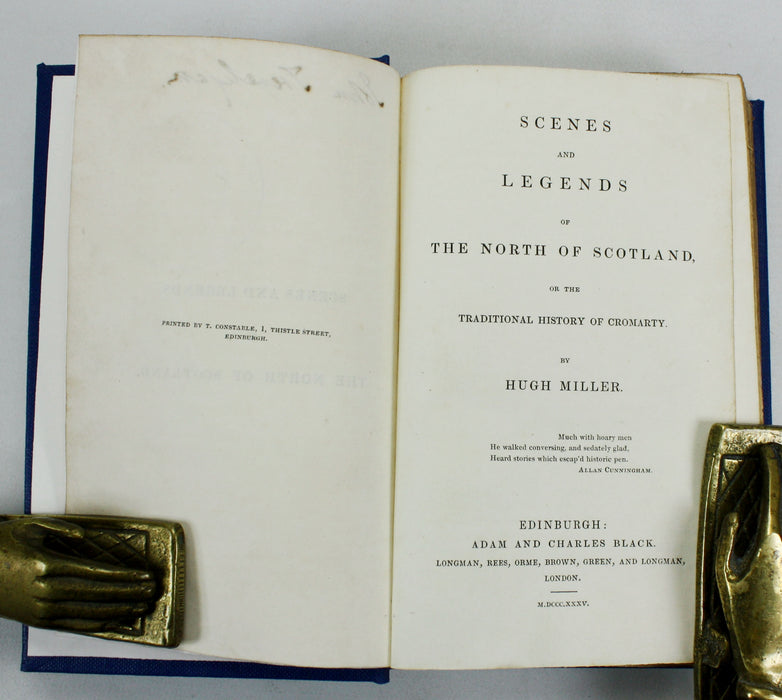 PRINTED BY T. CONSTABLE, 1, THISTLE STREET,
EDINBURGH.
SCENES
AND
LEGENDS
OF
THE NORTH OF SCOTLAND,
OR THE
TRADITIONAL HISTORY OF CROMARTY.
BY
HUGH MILLER.
Much with hoary men
He walked conversing, and sedately glad,
Heard stories which escap'd historic pen.
ALLAN CUNNINGHAM.
EDINBURGH:
ADAM AND CHARLES BLACK.
LONGMAN, REES, ORME, BROWN, GREEN, AND LONGMAN,
LONDON.
M.DCCC.XXXV.